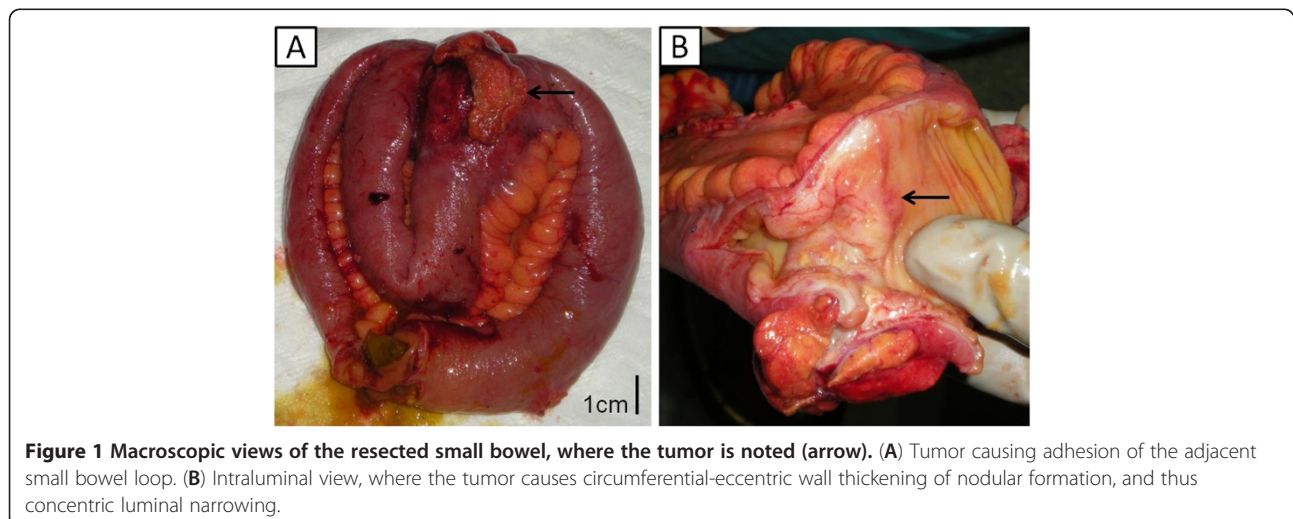 A
B
1cm
Figure 1 Macroscopic views of the resected small bowel, where the tumor is noted (arrow). (A) Tumor causing adhesion of the adjacent
small bowel loop. (B) Intraluminal view, where the tumor causes circumferential-eccentric wall thickening of nodular formation, and thus
concentric luminal narrowing.